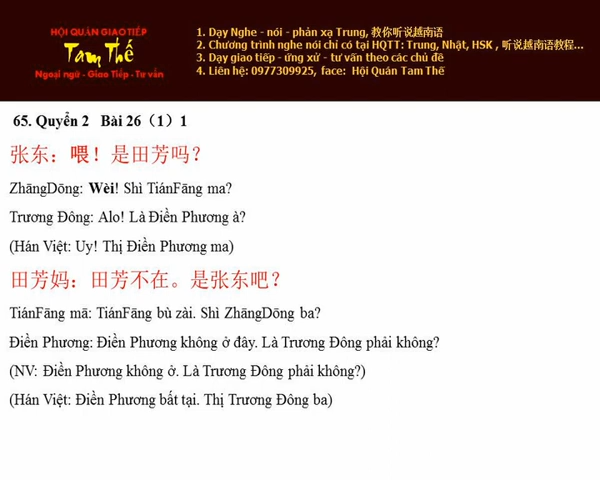 HỘI QUÁN GIAO TIẾP
Tam Thế
Ngoại ngữ - Giao Tiếp - Tư vấn
1. Dạy Nghe - nói - phản xạ Trung, 教你听说越南语
2. Chương trình nghe nói chỉ có tại HQTT: Trung, Nhật, HSK , 听说越南语教程...
3. Dạy giao tiếp - ứng xử - tư vấn theo các chủ đề
4. Liên hệ: 0977309925, face: Hội Quán Tam Thế
65. Quyển 2 Bài 26（1）1
张东：喂！是田芳吗？
ZhāngDōng: Wèi! Shì TiánFāng ma?
Trương Đông: Alo! Là Điền Phương à?
(Hán Việt: Uy! Thị Điền Phương ma)
田芳妈：田芳不在。是张东吧？
TiánFāng mā: TiánFāng bù zài. Shì ZhāngDōng ba?
Điền Phương: Điền Phương không ở đây. Là Trương Đông phải không?
(NV: Điền Phương không ở. Là Trương Đông phải không?)
(Hán Việt: Điền Phương bất tại. Thị Trương Đông ba)